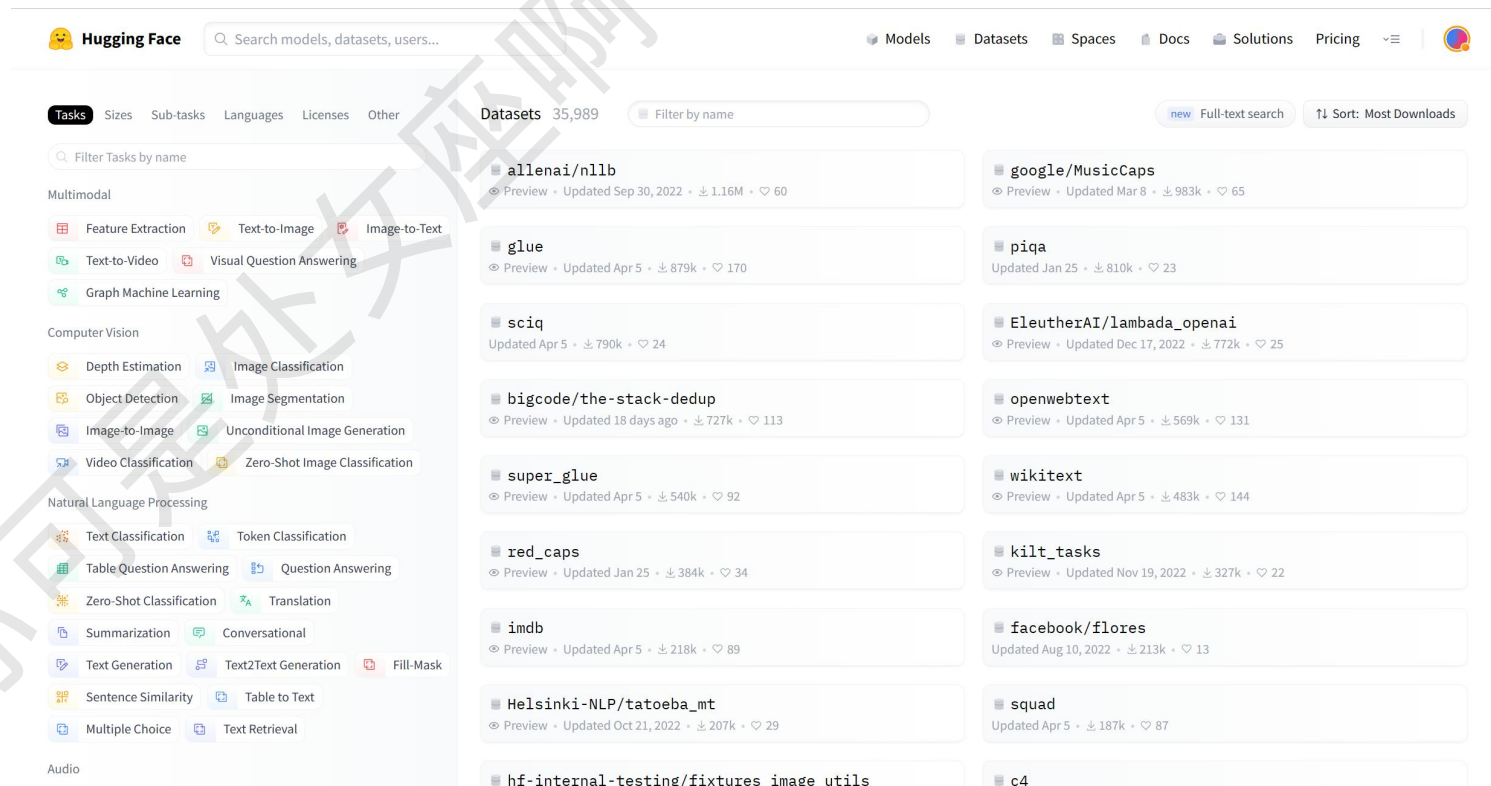 Hugging Face
Search models, datasets, users...
Models Datasets Spaces Docs Solutions Pricing
Tasks Sizes Sub-tasks Languages Licenses Other
Filter Tasks by name
Multimodal
Feature Extraction Text-to-Image Image-to-Text
Text-to-Video Visual Question Answering
Graph Machine Learning
Computer Vision
Depth Estimation Image Classification
Object Detection Image Segmentation
Image-to-Image Unconditional Image Generation
Video Classification Zero-Shot Image Classification
Natural Language Processing
Text Classification Token Classification
Table Question Answering Question Answering
Zero-Shot Classification Translation
Summarization Conversational
Text Generation Text2Text Generation Fill-Mask
Sentence Similarity Table to Text
Multiple Choice Text Retrieval
Audio
Datasets 35,989 Filter by name new Full-text search Sort: Most Downloads
allenai/nllb
Preview • Updated Sep 30, 2022 • 1.16M • 60
google/MusicCaps
Preview • Updated Mar 8 • 983k • 65
glue
Preview • Updated Apr 5 • 879k • 170
piqa
Updated Jan 25 • 810k • 23
sciq
Updated Apr 5 • 790k • 24
EleutherAI/lambada_openai
Preview • Updated Dec 17, 2022 • 772k • 25
bigcode/the-stack-dedup
Preview • Updated 18 days ago • 727k • 113
openwebtext
Preview • Updated Apr 5 • 569k • 131
super_glue
Preview • Updated Apr 5 • 540k • 92
wikitext
Preview • Updated Apr 5 • 483k • 144
red_caps
Preview • Updated Jan 25 • 384k • 34
kilt_tasks
Preview • Updated Nov 19, 2022 • 327k • 22
imdb
Preview • Updated Apr 5 • 218k • 89
facebook/flores
Updated Aug 10, 2022 • 213k • 13
Helsinki-NLP/tatoeba_mt
Preview • Updated Oct 21, 2022 • 207k • 29
squad
Updated Apr 5 • 187k • 87
hf-internal-testing/fixtures_image_utils
c4
可是处女座啊